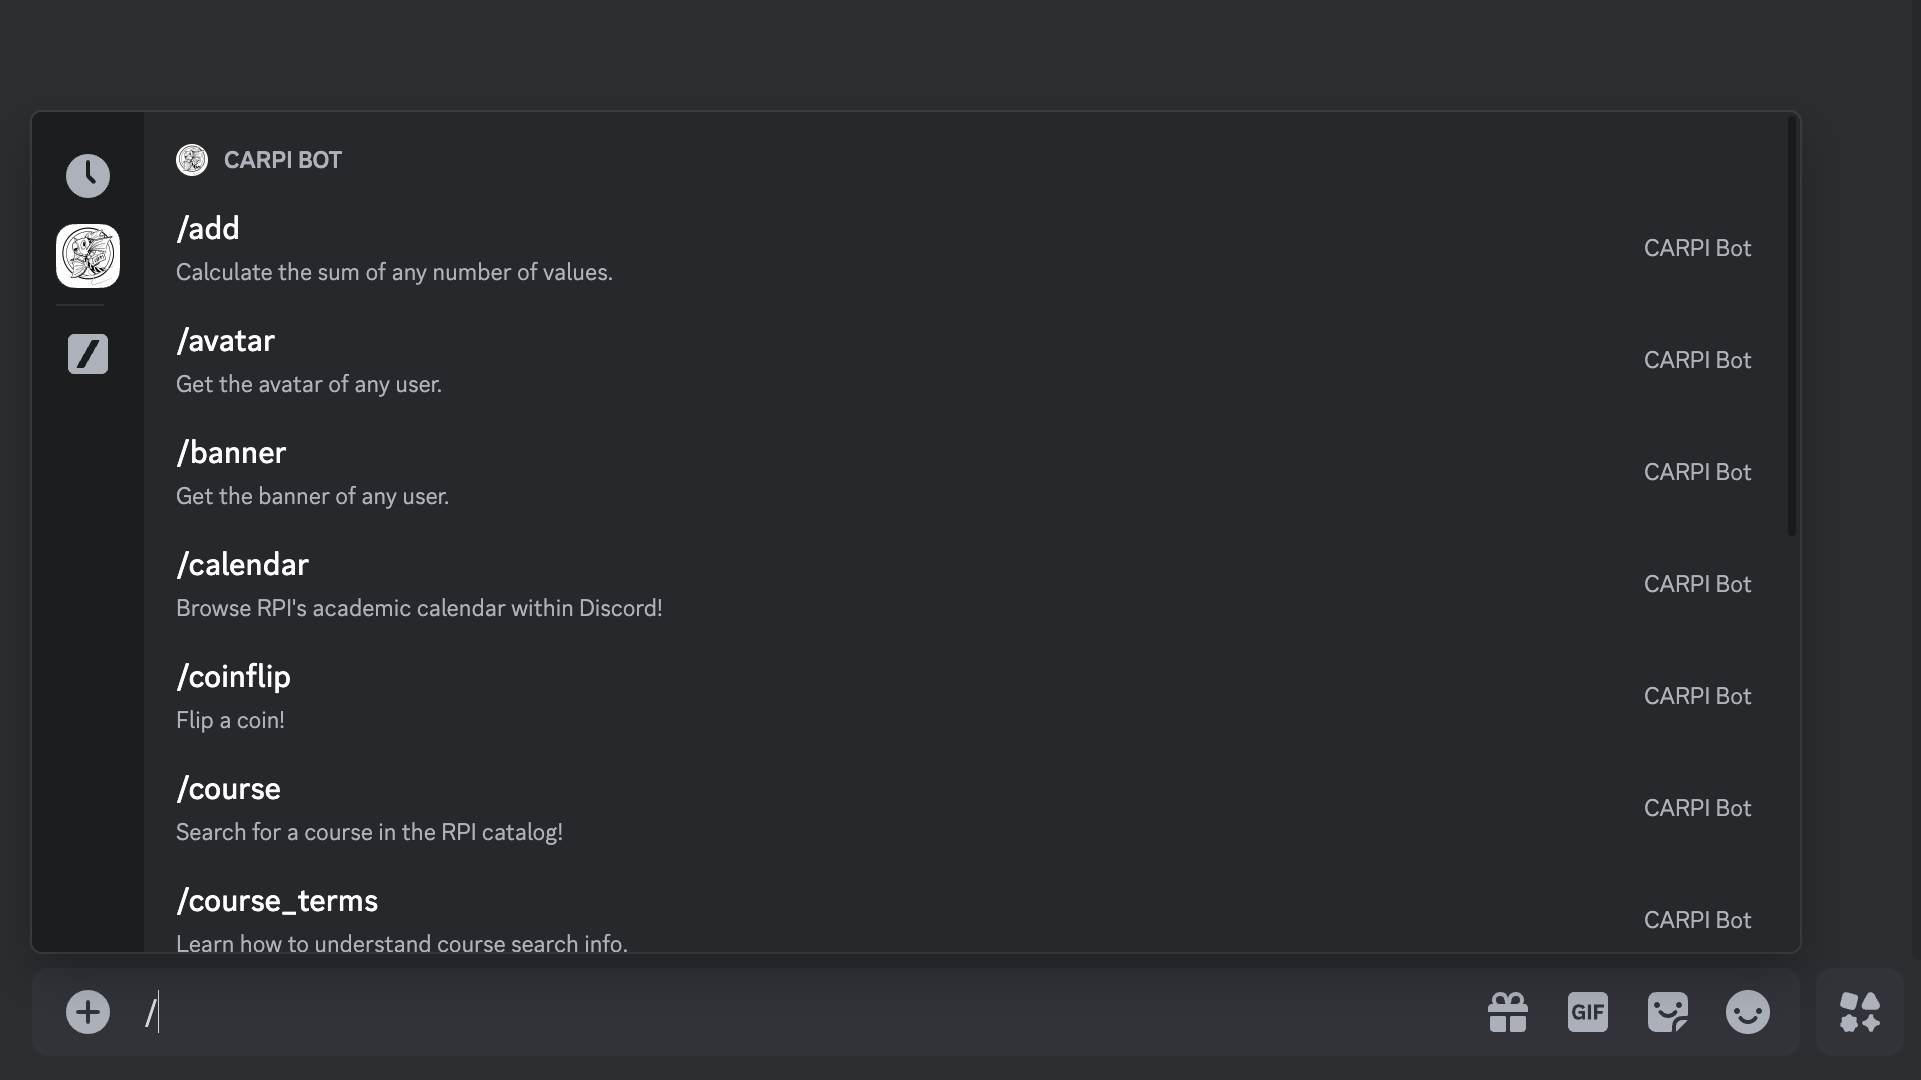 CARPI BOT
/add
Calculate the sum of any number of values.
CARPI Bot
/avatar
Get the avatar of any user.
CARPI Bot
/banner
Get the banner of any user.
CARPI Bot
/calendar
Browse RPI's academic calendar within Discord!
CARPI Bot
/coinflip
Flip a coin!
CARPI Bot
/course
Search for a course in the RPI catalog!
CARPI Bot
/course_terms
Learn how to understand course search info.
CARPI Bot
/
GIF